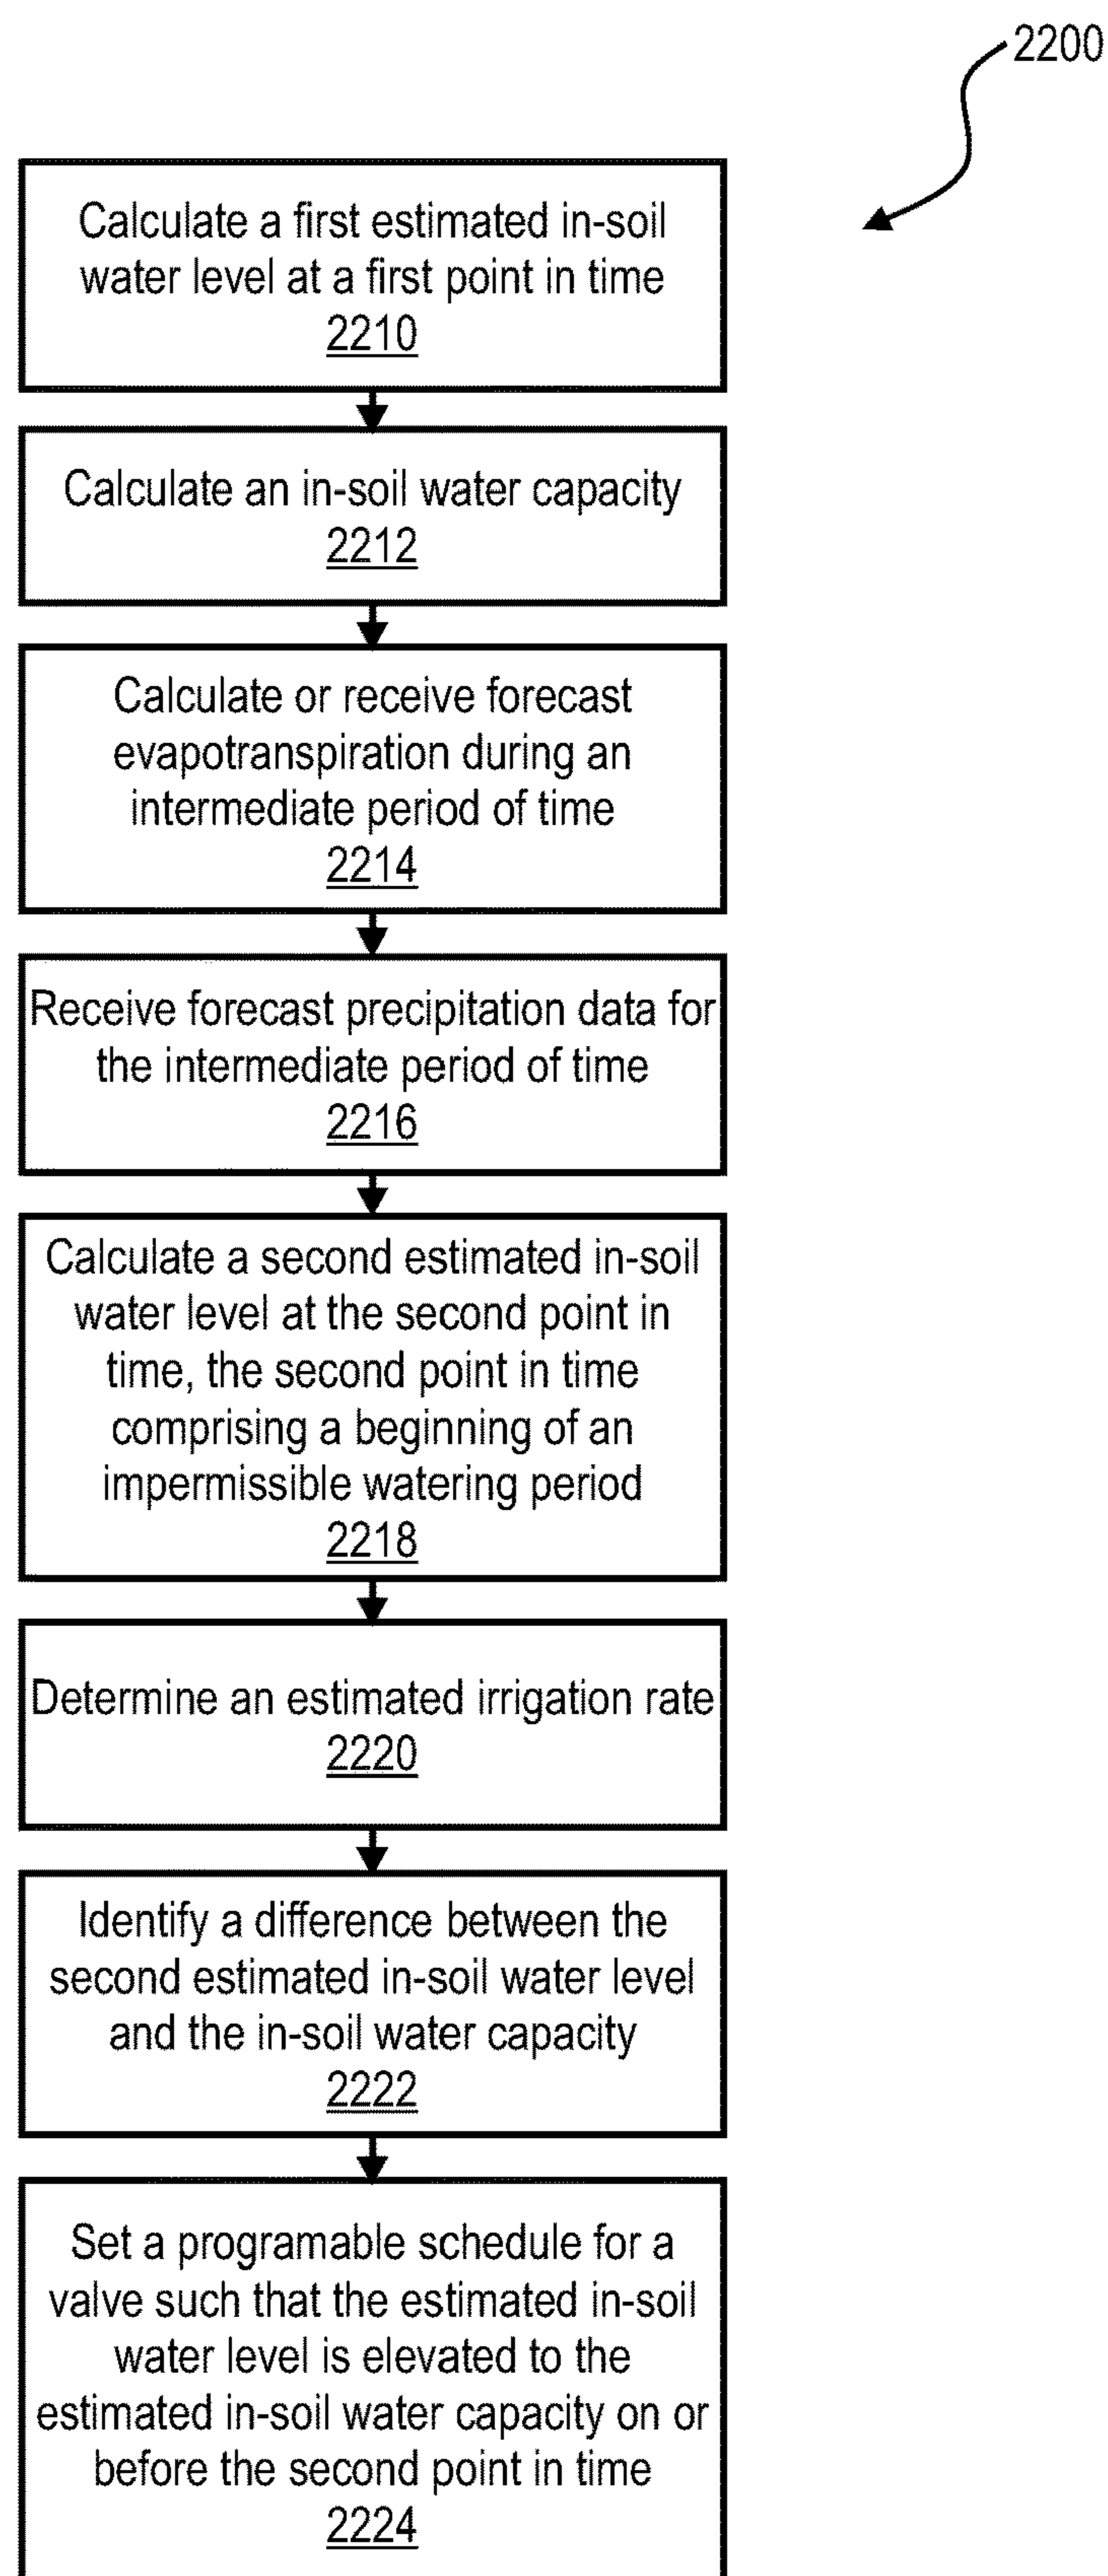 2200
Calculate a first estimated in-soil
water level at a first point in time
2210
Calculate an in-soil water capacity
2212
Calculate or receive forecast
evapotranspiration during an
intermediate period of time
2214
Receive forecast precipitation data for
the intermediate period of time
2216
Calculate a second estimated in-soil
water level at the second point in
time, the second point in time
comprising a beginning of an
impermissible watering period
2218
Determine an estimated irrigation rate
2220
Identify a difference between the
second estimated in-soil water level
and the in-soil water capacity
2222
Set a programable schedule for a
valve such that the estimated in-soil
water level is elevated to the
estimated in-soil water capacity on or
before the second point in time
2224